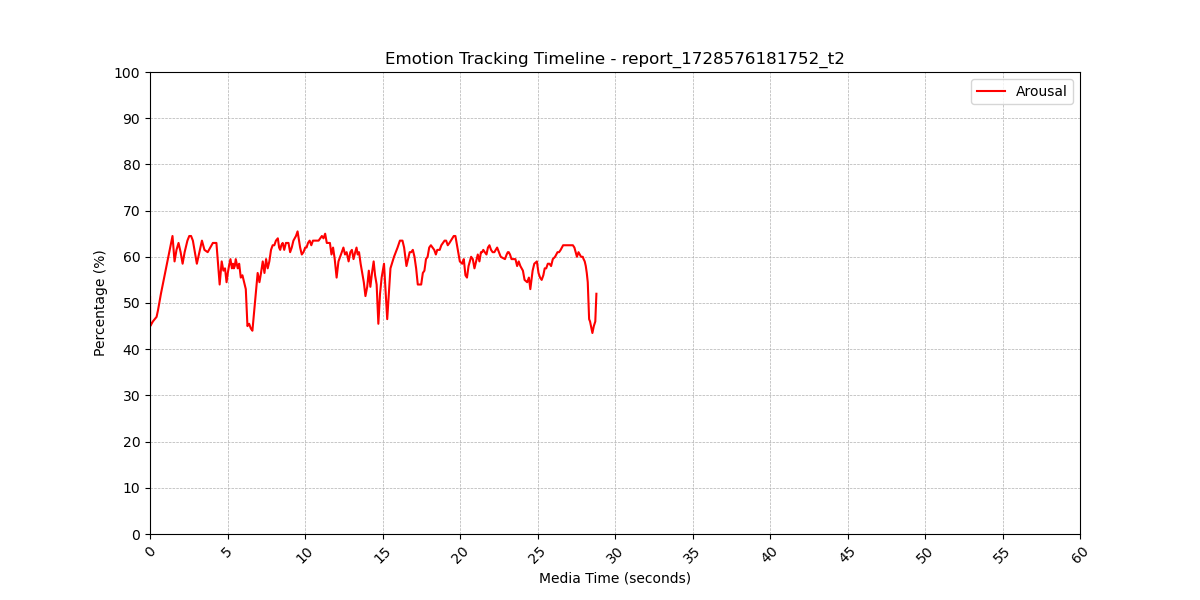 Emotion Tracking Timeline - report_1728576181752_t2
Arousal
100
90
80
70
60
50
40
30
20
10
0
Percentage (%)
0 5 10 15 20 25 30 35 40 45 50 55 60
Media Time (seconds)